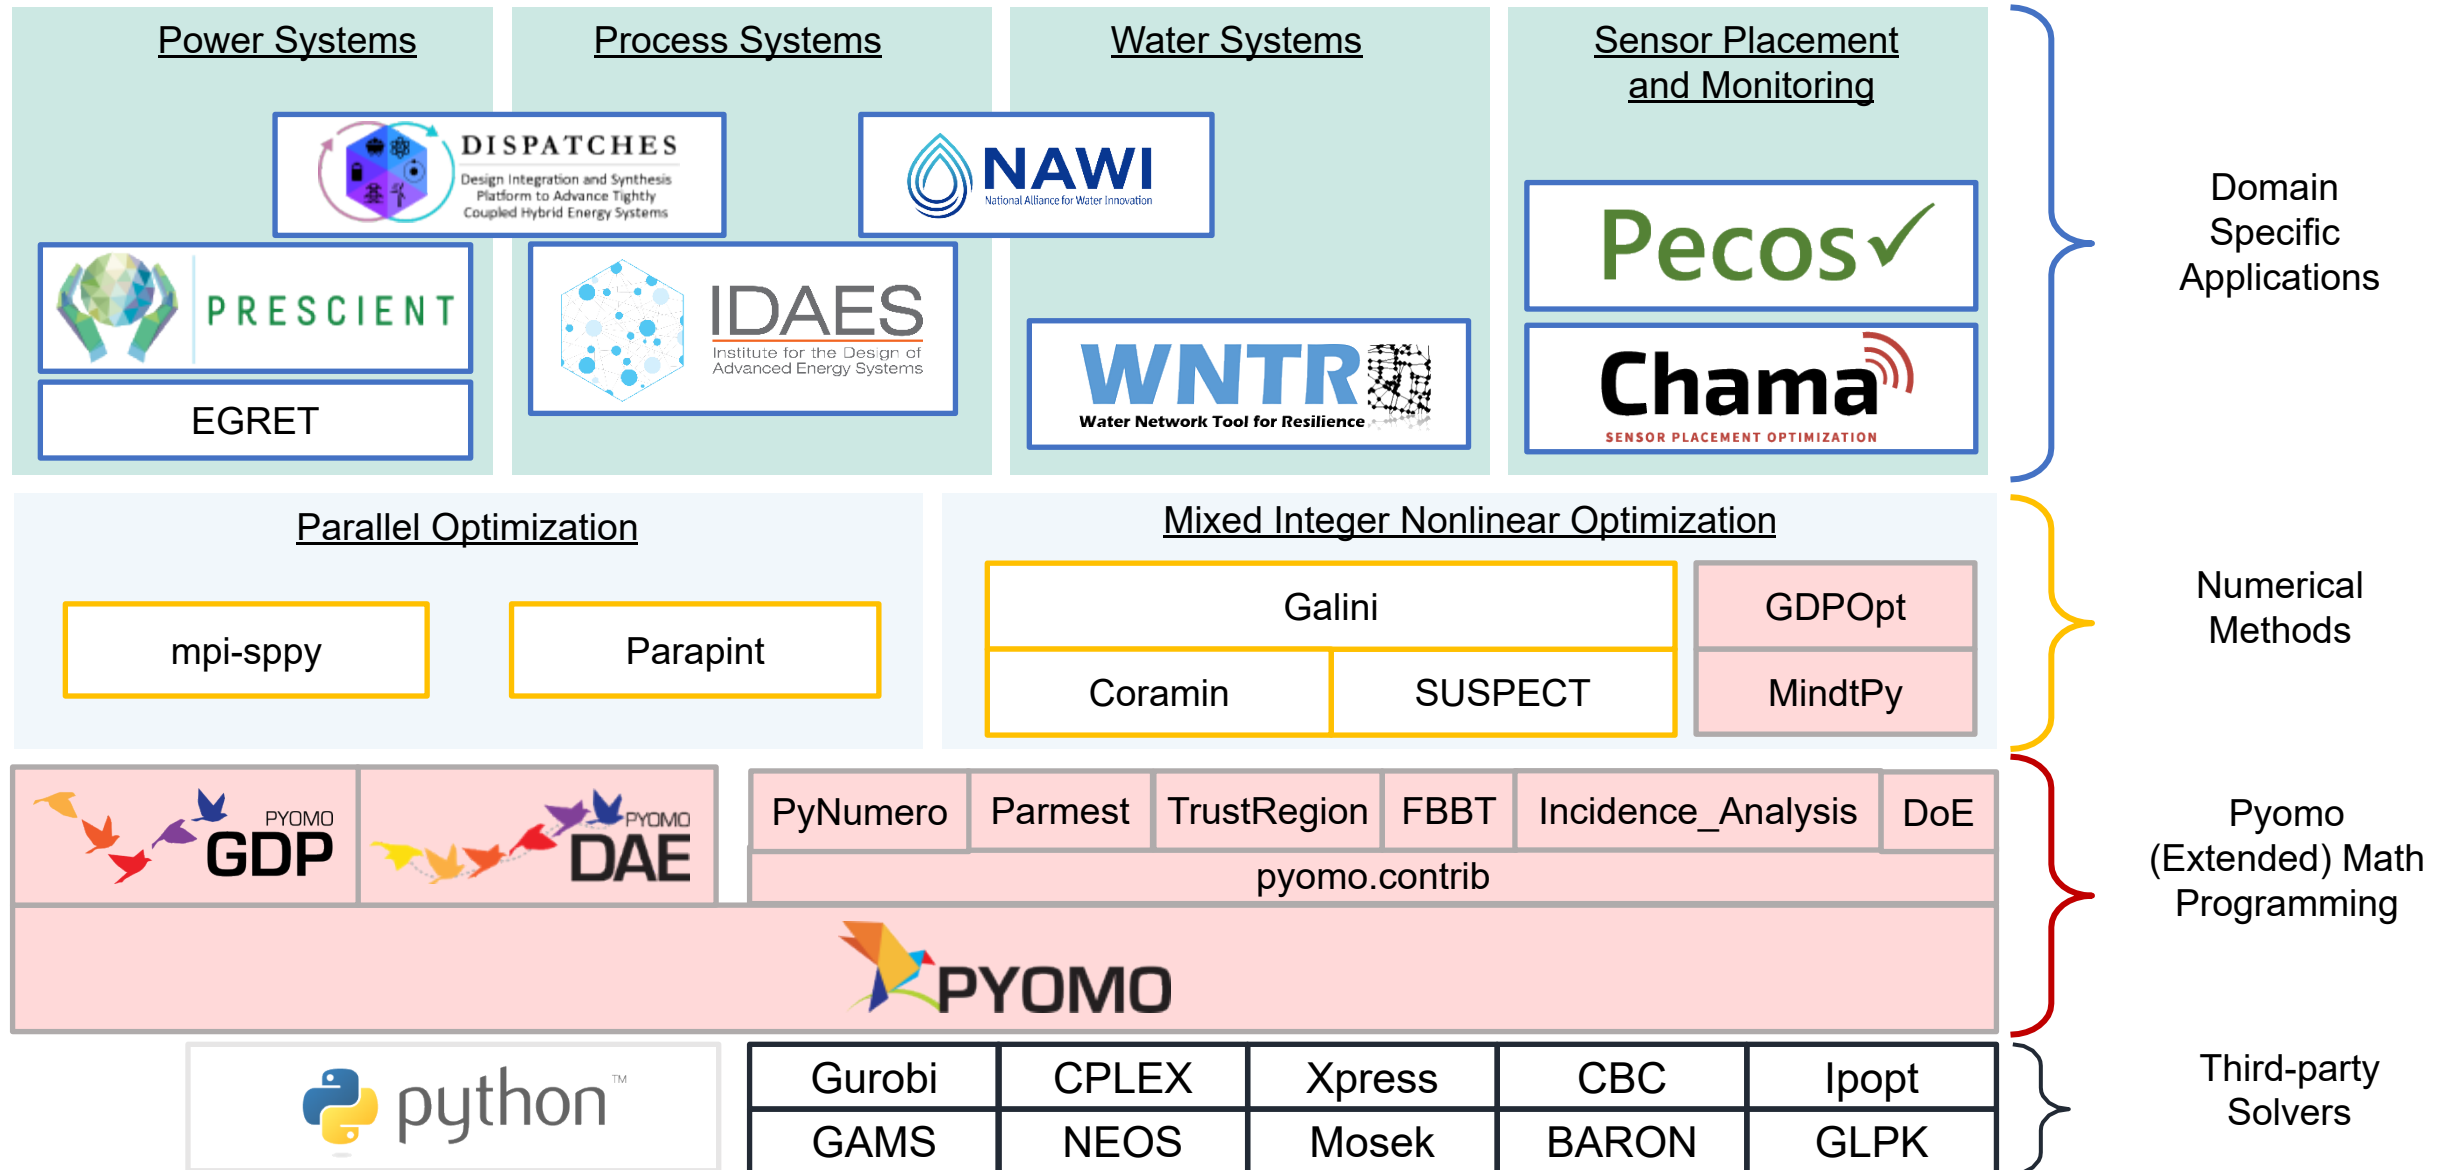 Power Systems
Process Systems
Water Systems
Sensor Placement
and Monitoring
DISPATCHES
Design Integration and Synthesis
Platform to Advance Tightly
Coupled Hybrid Energy Systems
NAWI
National Alliance for Water Innovation
PRESCIENT
EGRET
IDAES
Institute for the Design of
Advanced Energy Systems
WNTR
Water Network Tool for Resilience
Pecos
Chama
SENSOR PLACEMENT OPTIMIZATION
Domain
Specific
Applications
Parallel Optimization
mpi-sppy
Parapint
Mixed Integer Nonlinear Optimization
Galini
Coramin
SUSPECT
GDPOpt
MindtPy
Numerical
Methods
PYOMO
GDP
PYOMO
DAE
PyNumero
Parmest
TrustRegion
FBBT
Incidence_Analysis
DoE
pyomo.contrib
PYOMO
Pyomo
(Extended) Math
Programming
python™
Gurobi
CPLEX
Xpress
CBC
Ipopt
GAMS
NEOS
Mosek
BARON
GLPK
Third-party
Solvers